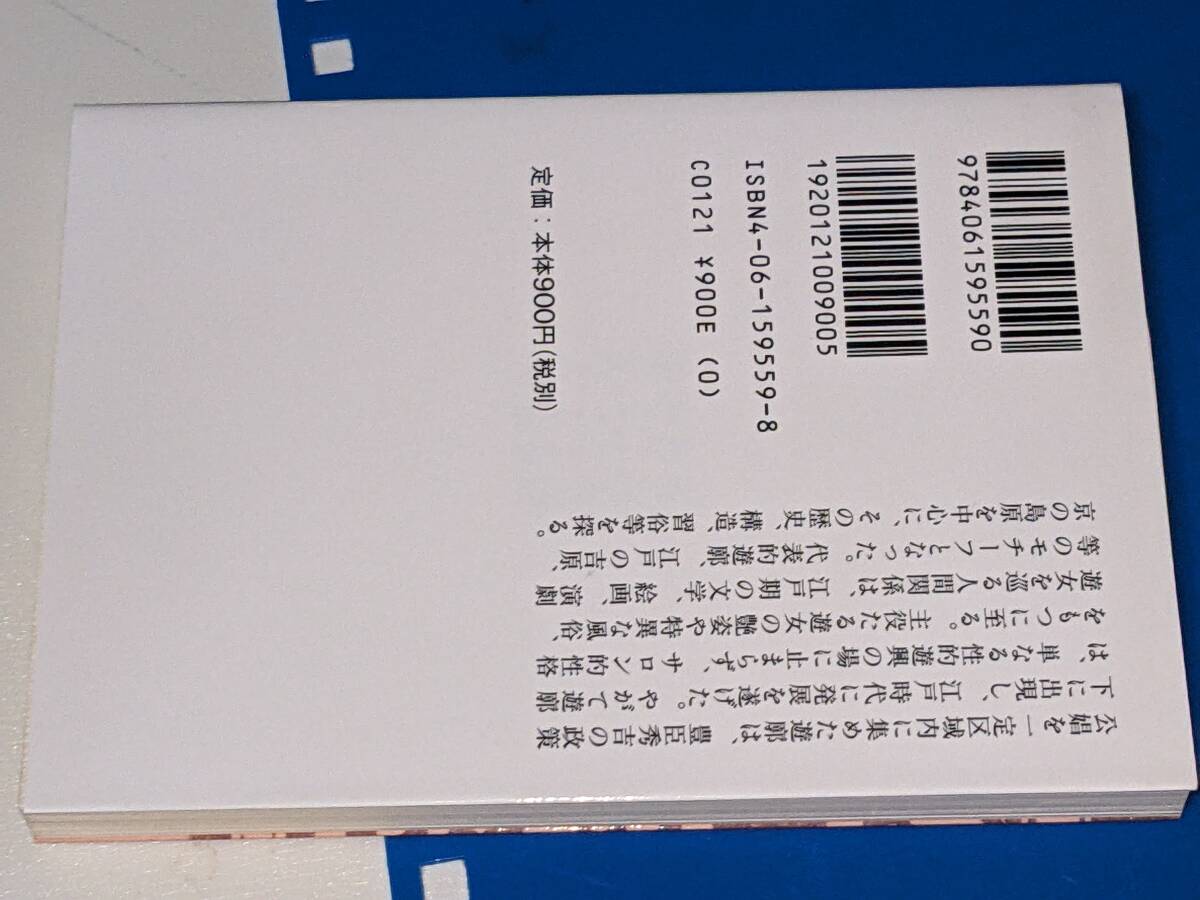 9784061595590
1920121009005
ISBN4-06-159559-8
C0121 ¥900E (0)
定価：本体900円(税別)
公娼を一定区域内に集めた遊廓は、豊臣秀吉の政策
下に出現し、江戸時代に発展を遂げた。やがて遊廓
は、単なる性的遊興の場に止まらず、サロン的性格
をもつに至る。主役たる遊女の艶姿や特異な風俗、
遊女を巡る人間関係は、江戸期の文学、絵画、演劇
等のモチーフとなった。代表的遊廓、江戸の吉原、
京の島原を中心に、その歴史、構造、習俗等を探る。